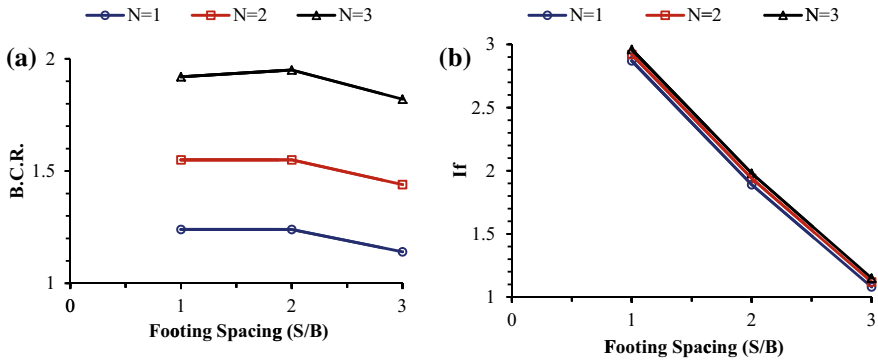 N=1 N=2 N=3
(a)
2
1.5
1
B.C.R.
0 1 2 3
Footing Spacing (S/B)
N=1 N=2 N=3
(b)
3
2.5
2
1.5
1
If
0 1 2 3
Footing Spacing (S/B)